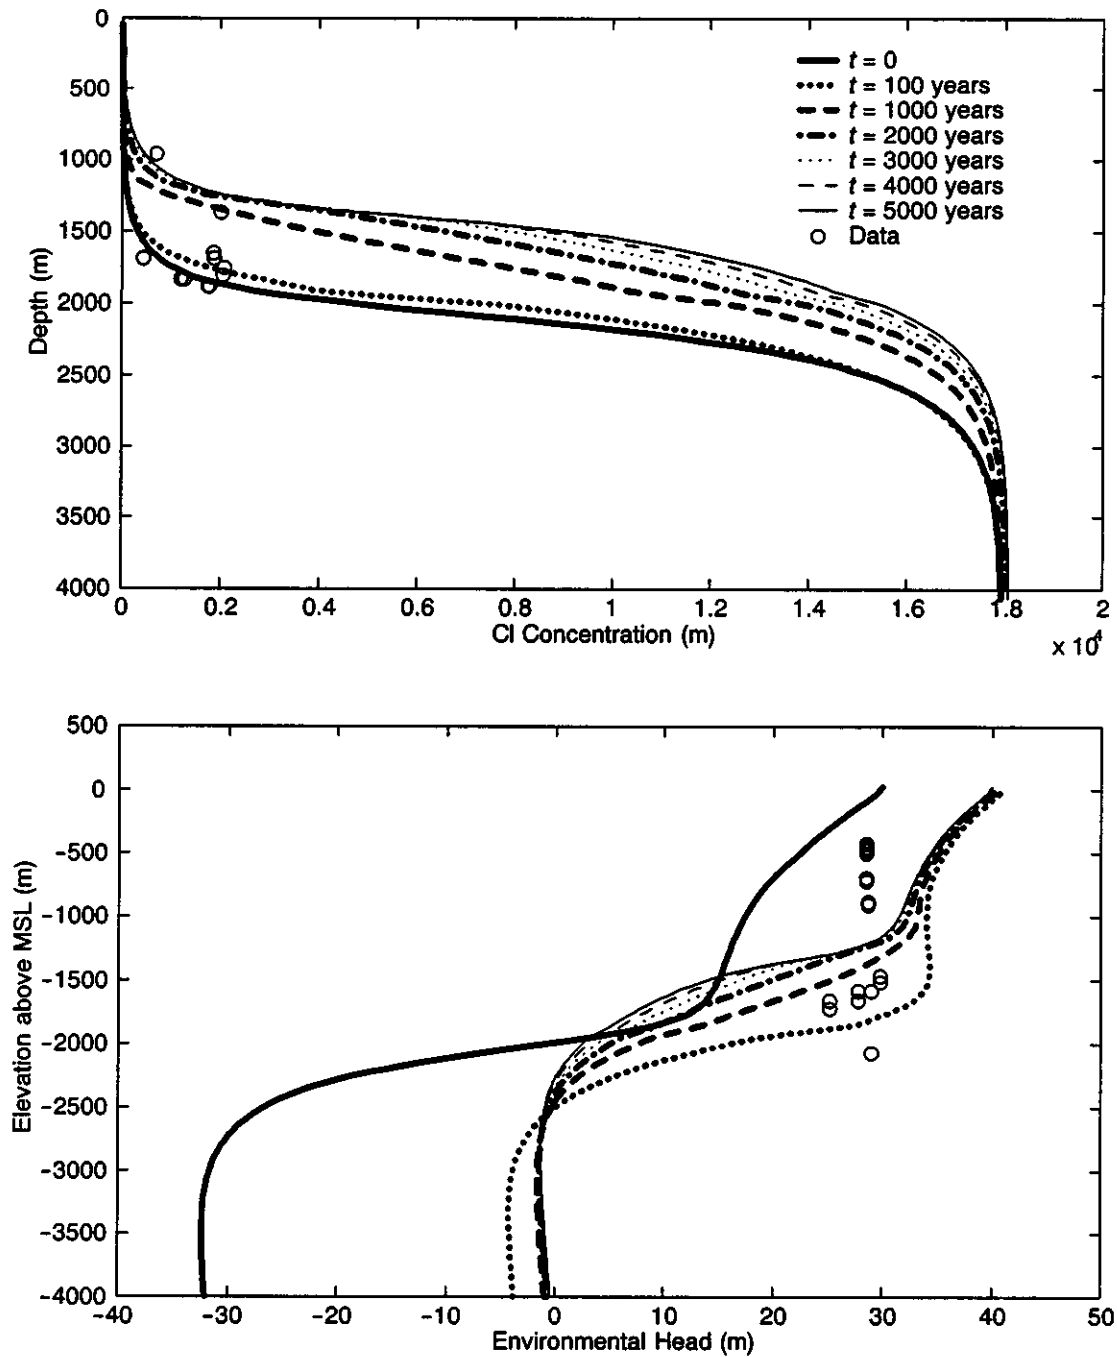 0
500
1000
1500
2000
2500
3000
3500
4000
Depth (m)
t = 0
t = 100 years
t = 1000 years
t = 2000 years
t = 3000 years
t = 4000 years
t = 5000 years
Data
0 0.2 0.4 0.6 0.8 1 1.2 1.4 1.6 1.8 2
Cl Concentration (m)
x 10⁴
500
0
-500
-1000
-1500
-2000
-2500
-3000
-3500
-4000
Elevation above MSL (m)
-40 -30 -20 -10 0 10 20 30 40 50
Environmental Head (m)